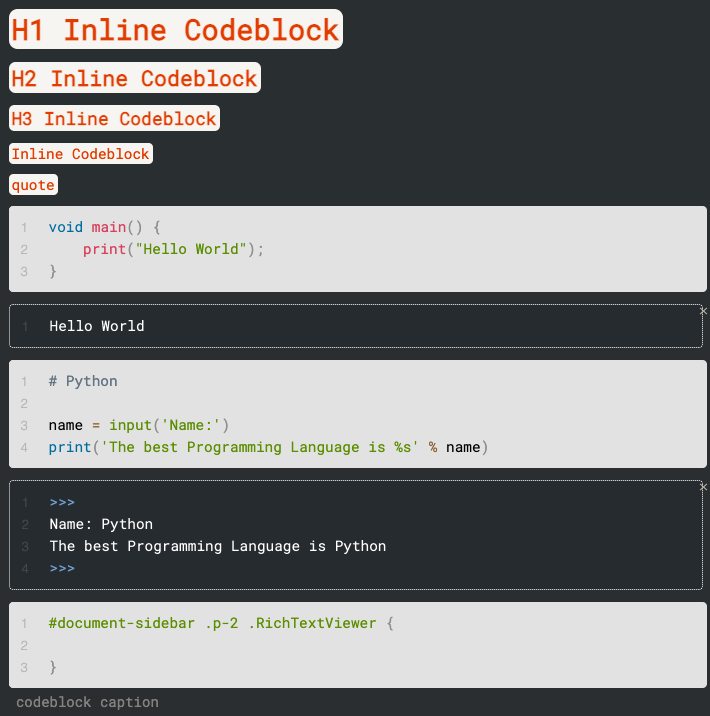 H1 Inline Codeblock
H2 Inline Codeblock
H3 Inline Codeblock
Inline Codeblock
quote
1 void main() {
2     print("Hello World");
3 }
×
1 Hello World
1 # Python
2
3 name = input('Name:')
4 print('The best Programming Language is %s' % name)
×
1 >>>
2 Name: Python
3 The best Programming Language is Python
4 >>>
1 #document-sidebar .p-2 .RichTextViewer {
2
3 }
codeblock caption